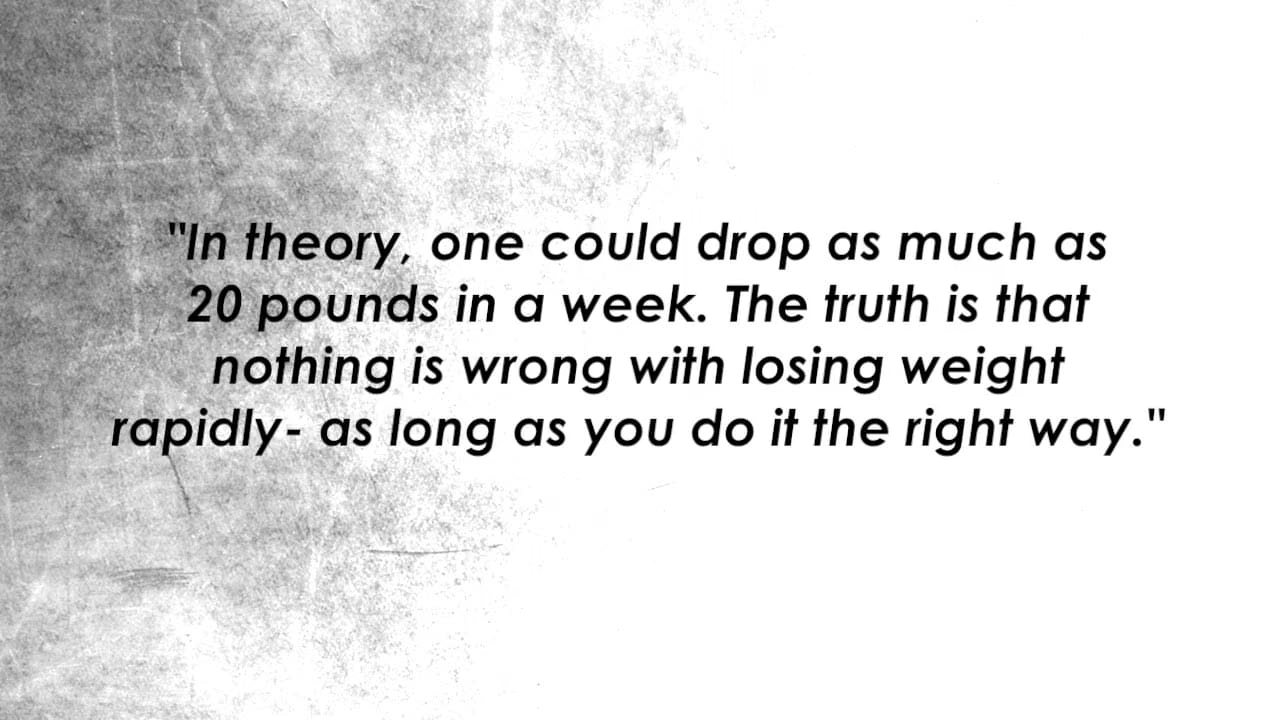 "In theory, one could drop as much as
20 pounds in a week. The truth is that
nothing is wrong with losing weight
rapidly- as long as you do it the right way."